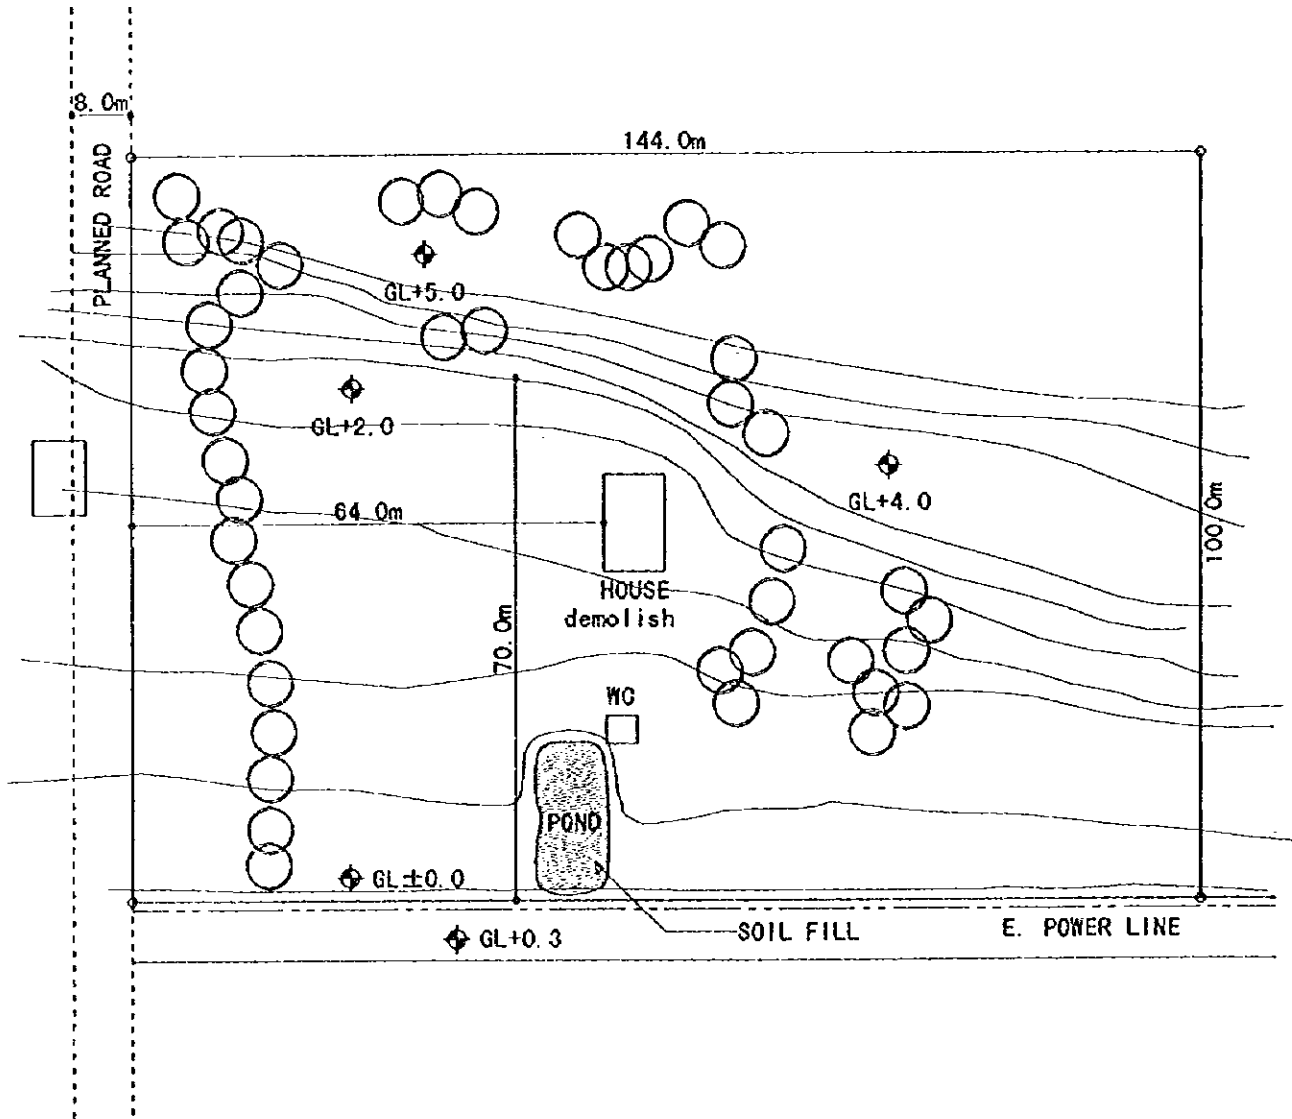 8.0m
144.0m
PLANNED ROAD
GL+5.0
GL+2.0
GL+4.0
64.0m
100.0m
HOUSE
demolish
70.0m
WC
POND
GL±0.0
GL+0.3
SOIL FILL
E. POWER LINE